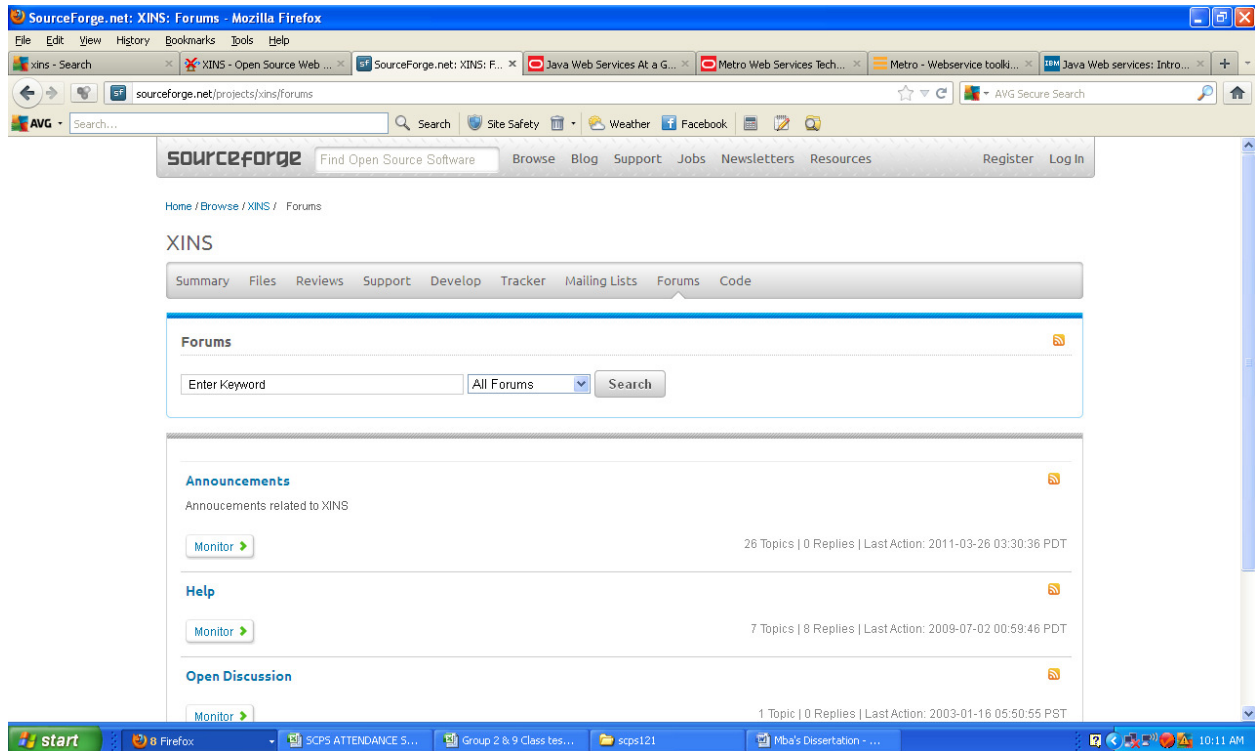 SourceForge.net: XINS: Forums - Mozilla Firefox
File Edit View History Bookmarks Tools Help
xins - Search
XINS - Open Source Web ...
SourceForge.net: XINS: F...
Java Web Services At a G...
Metro Web Services Tech...
Metro - Webservice toolki...
Java Web services: Intro...
sourceforge.net/projects/xins/forums
AVG Secure Search
AVG Search... Search Site Safety Weather Facebook
sourceforge Find Open Source Software Browse Blog Support Jobs Newsletters Resources Register Log In
Home / Browse / XINS / Forums
XINS
Summary Files Reviews Support Develop Tracker Mailing Lists Forums Code
Forums
Enter Keyword All Forums Search
Announcements
Annoucements related to XINS
Monitor 26 Topics | 0 Replies | Last Action: 2011-03-26 03:30:36 PDT
Help
Monitor 7 Topics | 8 Replies | Last Action: 2009-07-02 00:59:46 PDT
Open Discussion
Monitor 1 Topic | 0 Replies | Last Action: 2003-01-16 05:50:55 PST
start 8 Firefox SCPS ATTENDANCE S... Group 2 & 9 Class tes... scps121 Mba's Dissertation - ... 10:11 AM